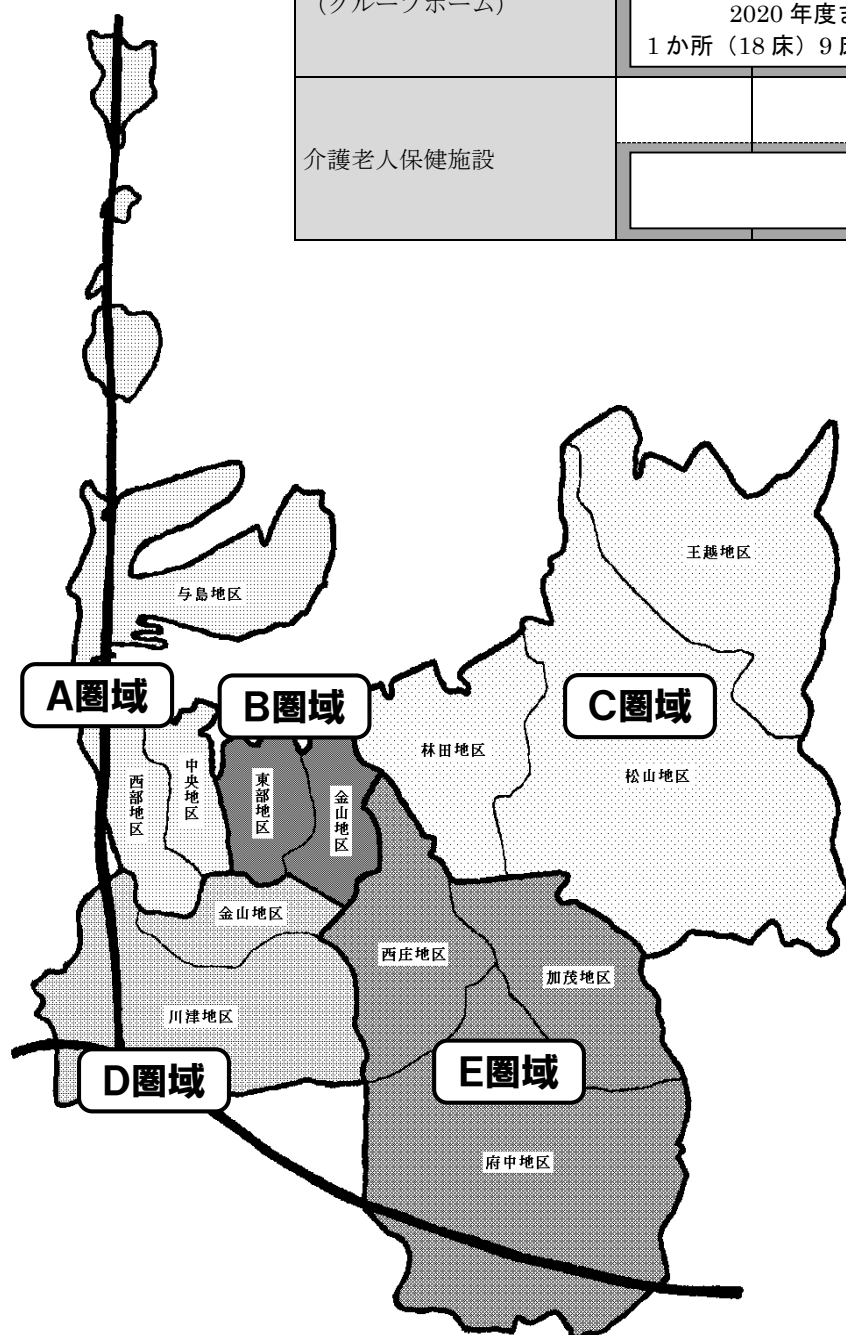 （グループホーム）
2020 年度ま
1 か所（18 床）9 床
介護老人保健施設
王越地区
与島地区
A圏域
B圏域
C圏域
林田地区
松山地区
西部地区
中央地区
東部地区
金山地区
金山地区
西庄地区
加茂地区
川津地区
D圏域
E圏域
府中地区